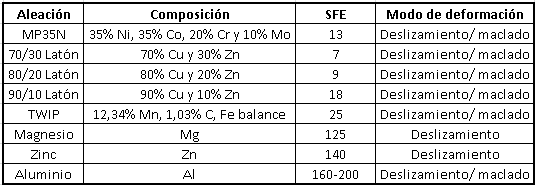 Aleación Composición SFE Modo de deformación
MP35N 35% Ni, 35% Co, 20% Cr y 10% Mo 13 Deslizamiento/ maclado
70/30 Latón 70% Cu y 30% Zn 7 Deslizamiento/ maclado
80/20 Latón 80% Cu y 20% Zn 9 Deslizamiento/ maclado
90/10 Latón 90% Cu y 10% Zn 18 Deslizamiento/ maclado
TWIP 12,34% Mn, 1,03% C, Fe balance 25 Deslizamiento/ maclado
Magnesio Mg 125 Deslizamiento
Zinc Zn 140 Deslizamiento
Aluminio Al 160-200 Deslizamiento/ maclado